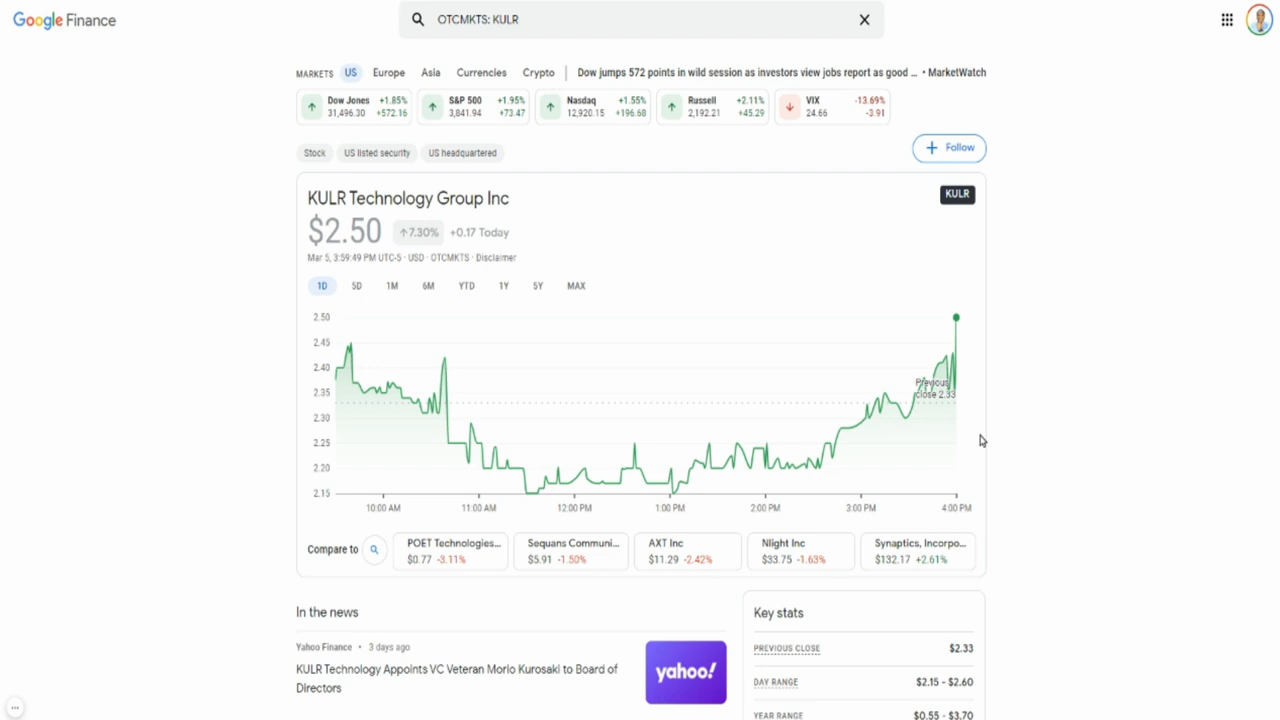 Google Finance
OTCMKTS: KULR
MARKETS US Europe Asia Currencies Crypto Dow jumps 572 points in wild session as investors view jobs report as good ... • MarketWatch
Dow Jones +1.85% S&P 500 +1.95% Nasdaq +1.55% Russell +2.11% VIX -13.69%
31,496.30 +572.16 3,841.94 +73.47 12,920.15 +196.68 2,192.21 +45.29 24.66 -3.91
Stock US listed security US headquartered + Follow
KULR Technology Group Inc KULR
$2.50 ↑7.30% +0.17 Today
Mar 5, 3:59:49 PM UTC-5 · USD · OTCMKTS · Disclaimer
1D 5D 1M 6M YTD 1Y 5Y MAX
2.50
2.45
2.40
2.35
2.30
2.25
2.20
2.15
Previous
close 2.33
10:00 AM 11:00 AM 12:00 PM 1:00 PM 2:00 PM 3:00 PM 4:00 PM
Compare to
POET Technologies... Sequans Communi... AXT Inc Nlight Inc Synaptics, Incorpo...
$0.77 -3.11% $5.91 -1.50% $11.29 -2.42% $33.75 -1.63% $132.17 +2.61%
In the news
Yahoo Finance • 3 days ago
KULR Technology Appoints VC Veteran Morio Kurosaki to Board of
Directors
yahoo!
Key stats
PREVIOUS CLOSE $2.33
DAY RANGE $2.15 - $2.60
YEAR RANGE $0.55 - $3.70